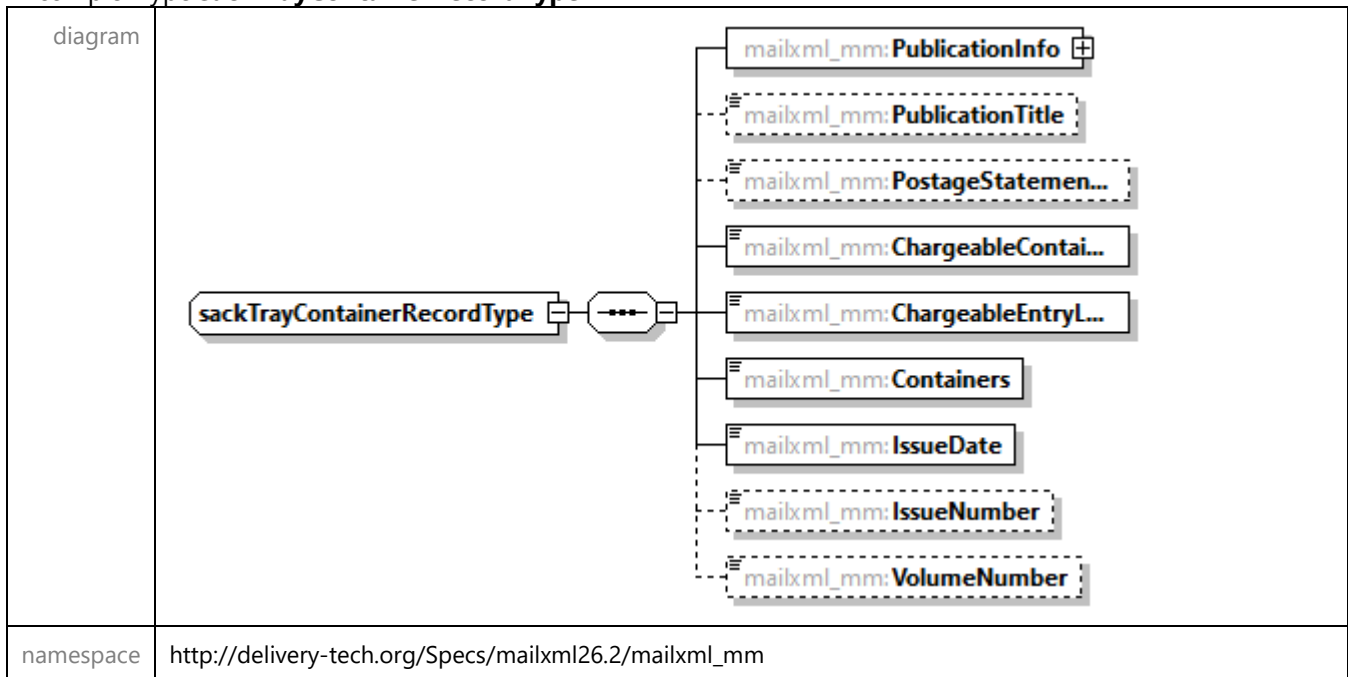 diagram
mailxml_mm:PublicationInfo
mailxml_mm:PublicationTitle
mailxml_mm:PostageStatemen...
mailxml_mm:ChargeableContai...
sackTrayContainerRecordType
mailxml_mm:ChargeableEntryL...
mailxml_mm:Containers
mailxml_mm:IssueDate
mailxml_mm:IssueNumber
mailxml_mm:VolumeNumber
namespace http://delivery-tech.org/Specs/mailxml26.2/mailxml_mm